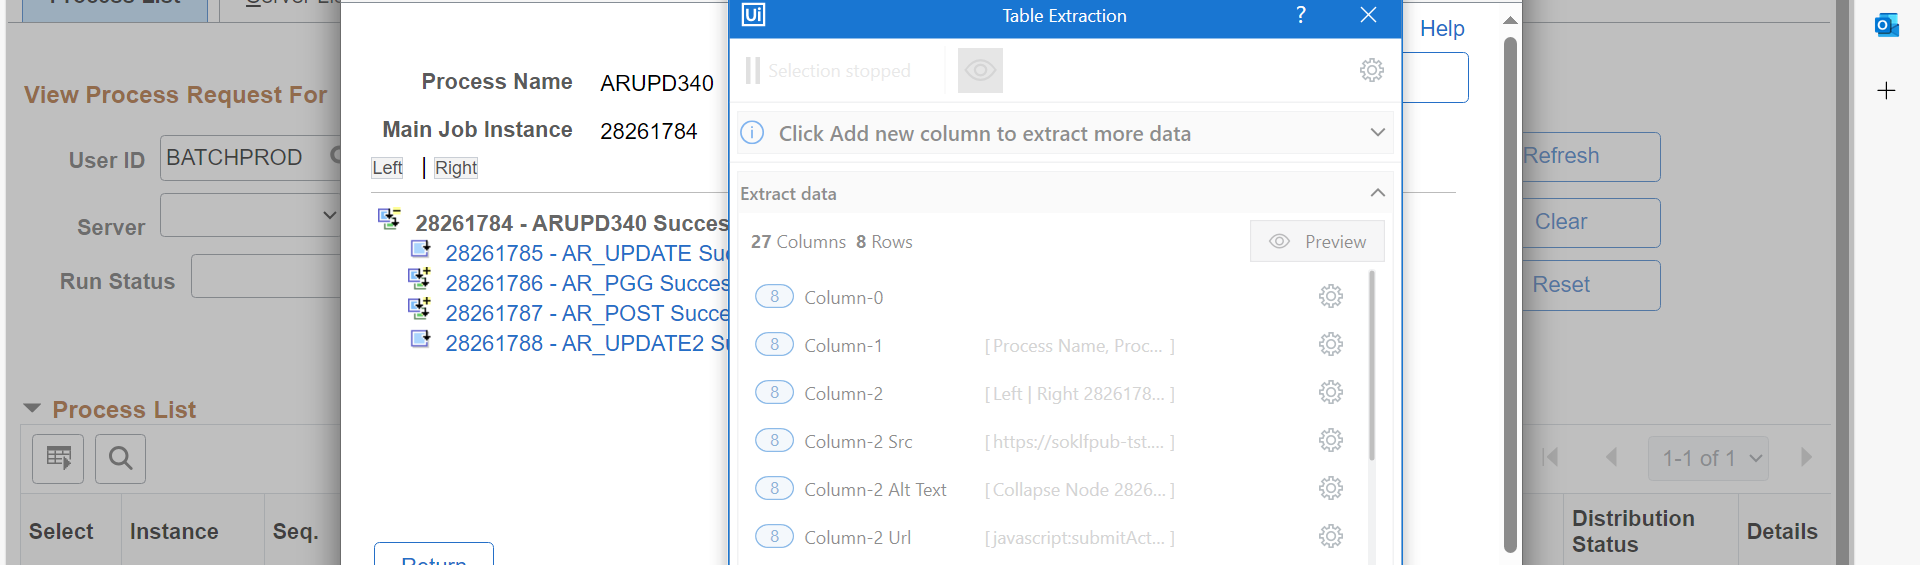 Process List
Server Lis
View Process Request For
User ID
BATCHPROD
Server
Run Status
Process List
Select
Instance
Seq.
Process Name
ARUPD340
Main Job Instance
28261784
Left | Right
28261784 - ARUPD340 Succes
28261785 - AR_UPDATE Su
28261786 - AR_PGG Succes
28261787 - AR_POST Succe
28261788 - AR_UPDATE2 S
Return
Ui
Table Extraction
?
Selection stopped
Click Add new column to extract more data
Extract data
27 Columns 8 Rows
Preview
8 Column-0
8 Column-1 [Process Name, Proc... ]
8 Column-2 [Left | Right 2826178... ]
8 Column-2 Src [https://soklfpub-tst.... ]
8 Column-2 Alt Text [Collapse Node 2826... ]
8 Column-2 Url [javascript:submitAct... ]
Help
Refresh
Clear
Reset
1-1 of 1
Distribution
Status
Details